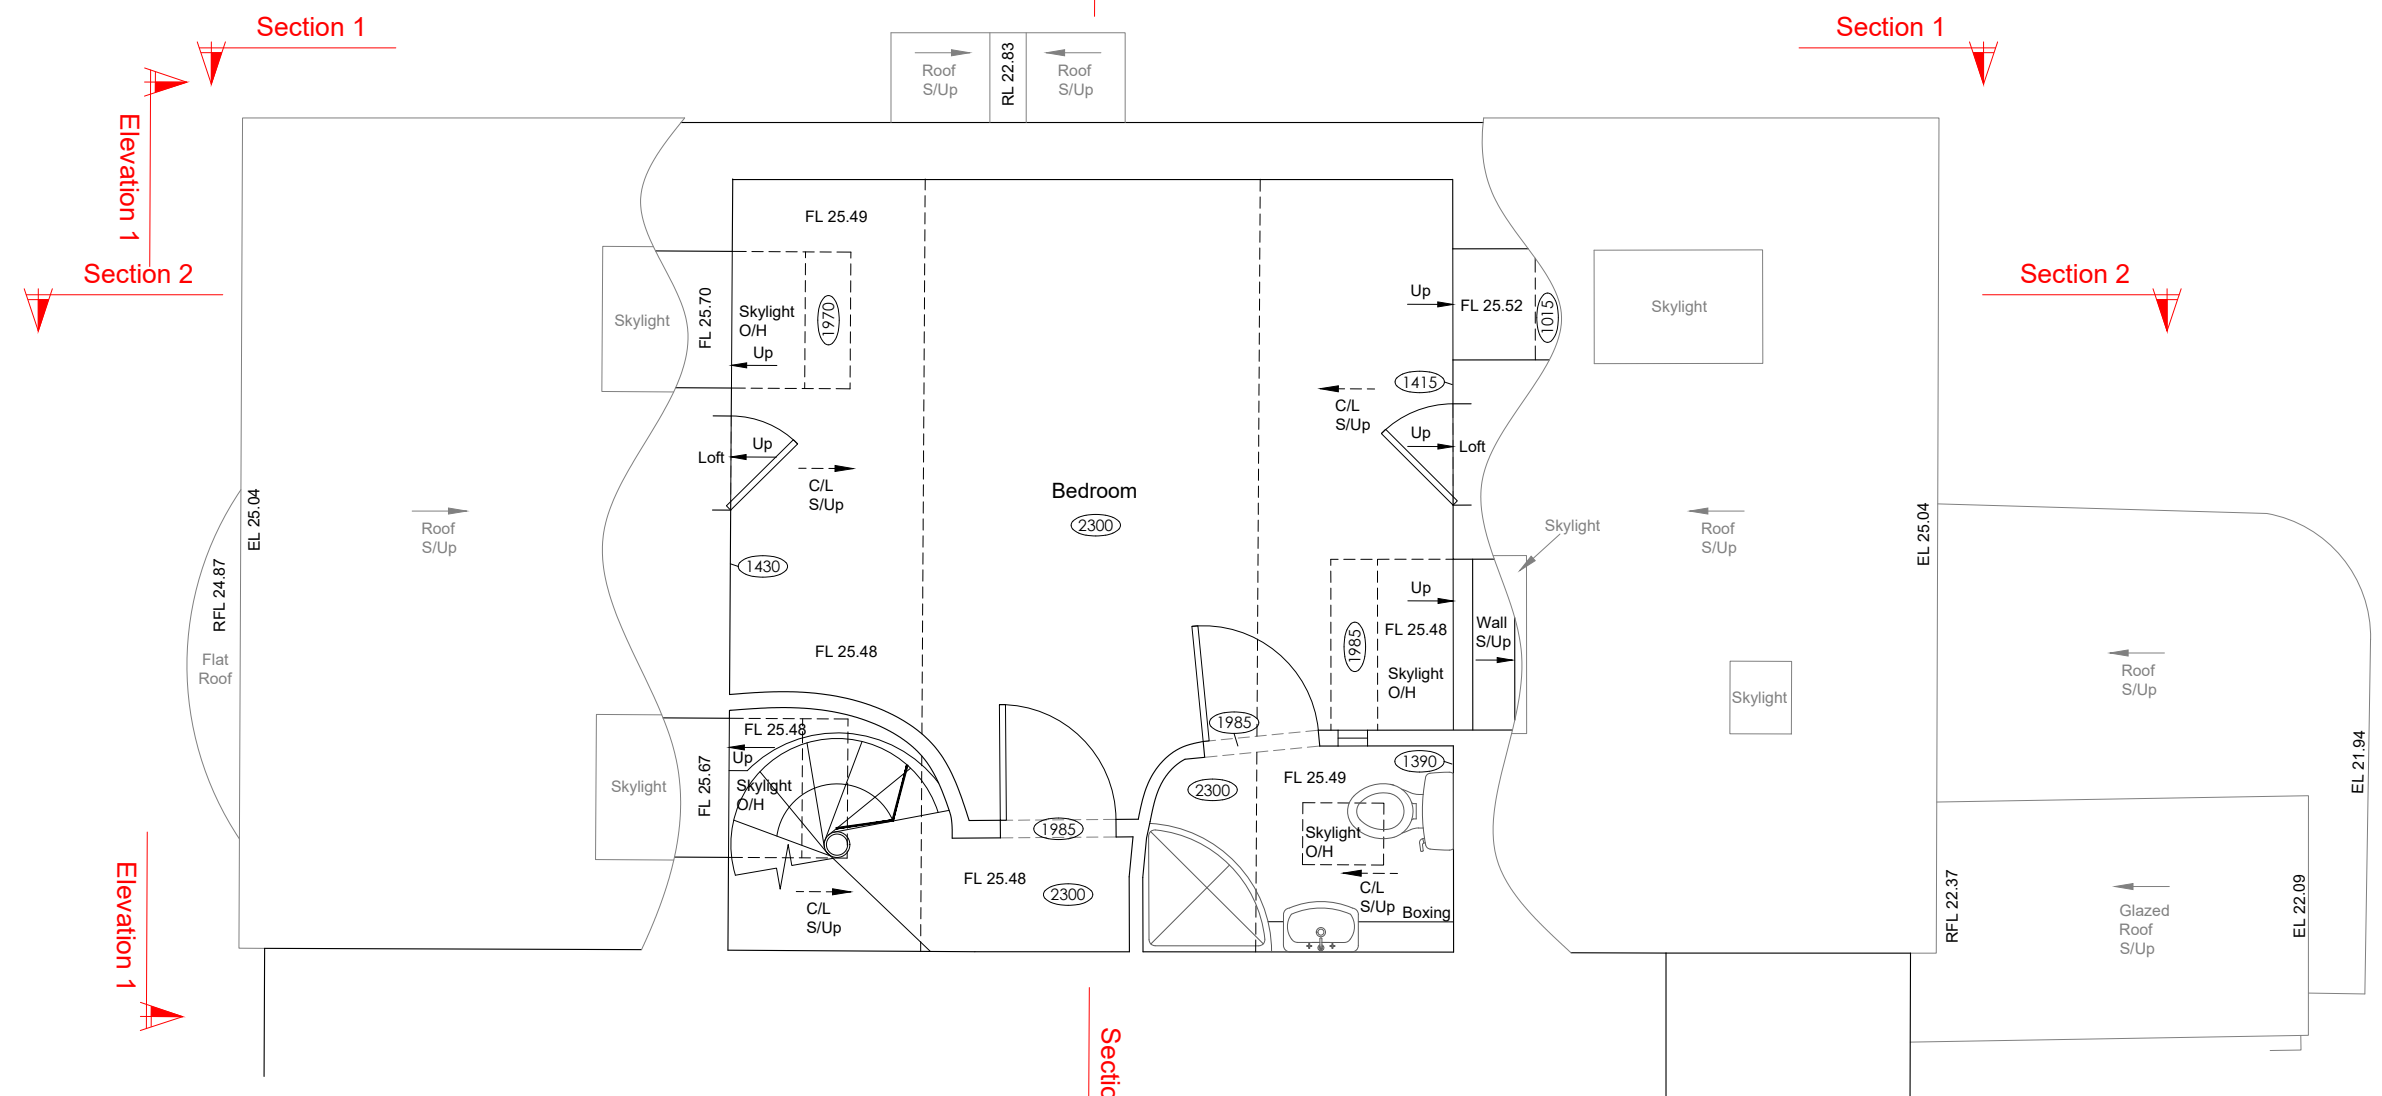 Section 1
Section 1
Roof
S/Up
RL 22.83
Roof
S/Up
Elevation 1
Section 2
Section 2
FL 25.49
Skylight
FL 25.70
Skylight
O/H
Up
1970
Up
FL 25.52
1015
Skylight
1415
C/L
S/Up
Up
Loft
Up
Loft
C/L
S/Up
Bedroom
2300
EL 25.04
Roof
S/Up
Skylight
Roof
S/Up
EL 25.04
RFL 24.87
Flat
Roof
1430
Up
FL 25.48
Wall
S/Up
1985
Skylight
O/H
FL 25.48
Roof
S/Up
Skylight
EL 21.94
FL 25.48
Up
Skylight
O/H
FL 25.67
Skylight
1985
1390
FL 25.49
2300
1985
Skylight
O/H
C/L
S/Up
Boxing
FL 25.48
2300
C/L
S/Up
RFL 22.37
Glazed
Roof
S/Up
EL 22.09
Elevation 1
Sectio